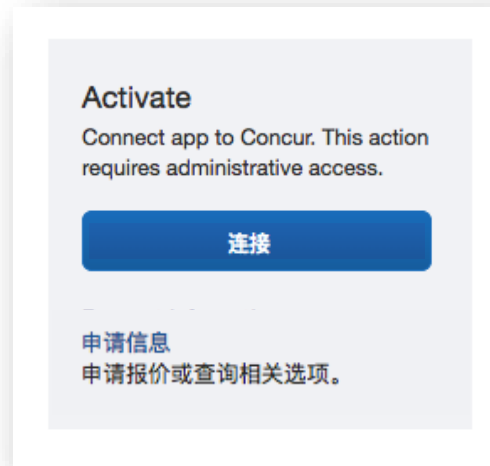 Activate
Connect app to Concur. This action
requires administrative access.
连接
申请信息
申请报价或查询相关选项。